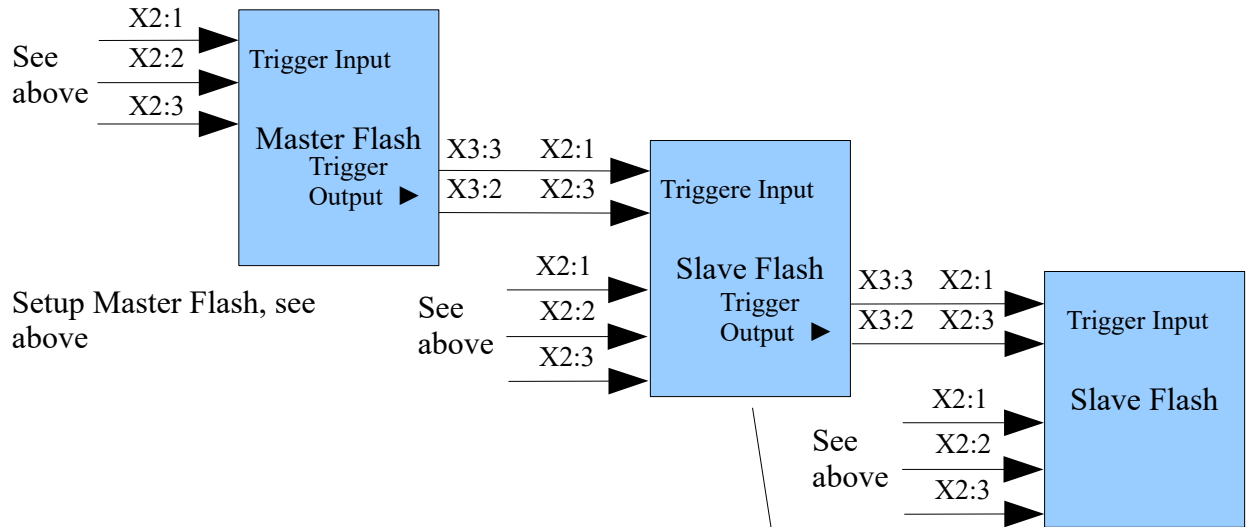 X2:1
X2:2
X2:3
See
above
Trigger Input
Master Flash
Trigger
Output ►
X3:3 X2:1
X3:2 X2:3
Triggere Input
Slave Flash
Trigger
Output ►
X2:1
X2:2
X2:3
See
above
Setup Master Flash, see
above
X3:3 X2:1
X3:2 X2:3
Trigger Input
Slave Flash
X2:1
X2:2
X2:3
See
above